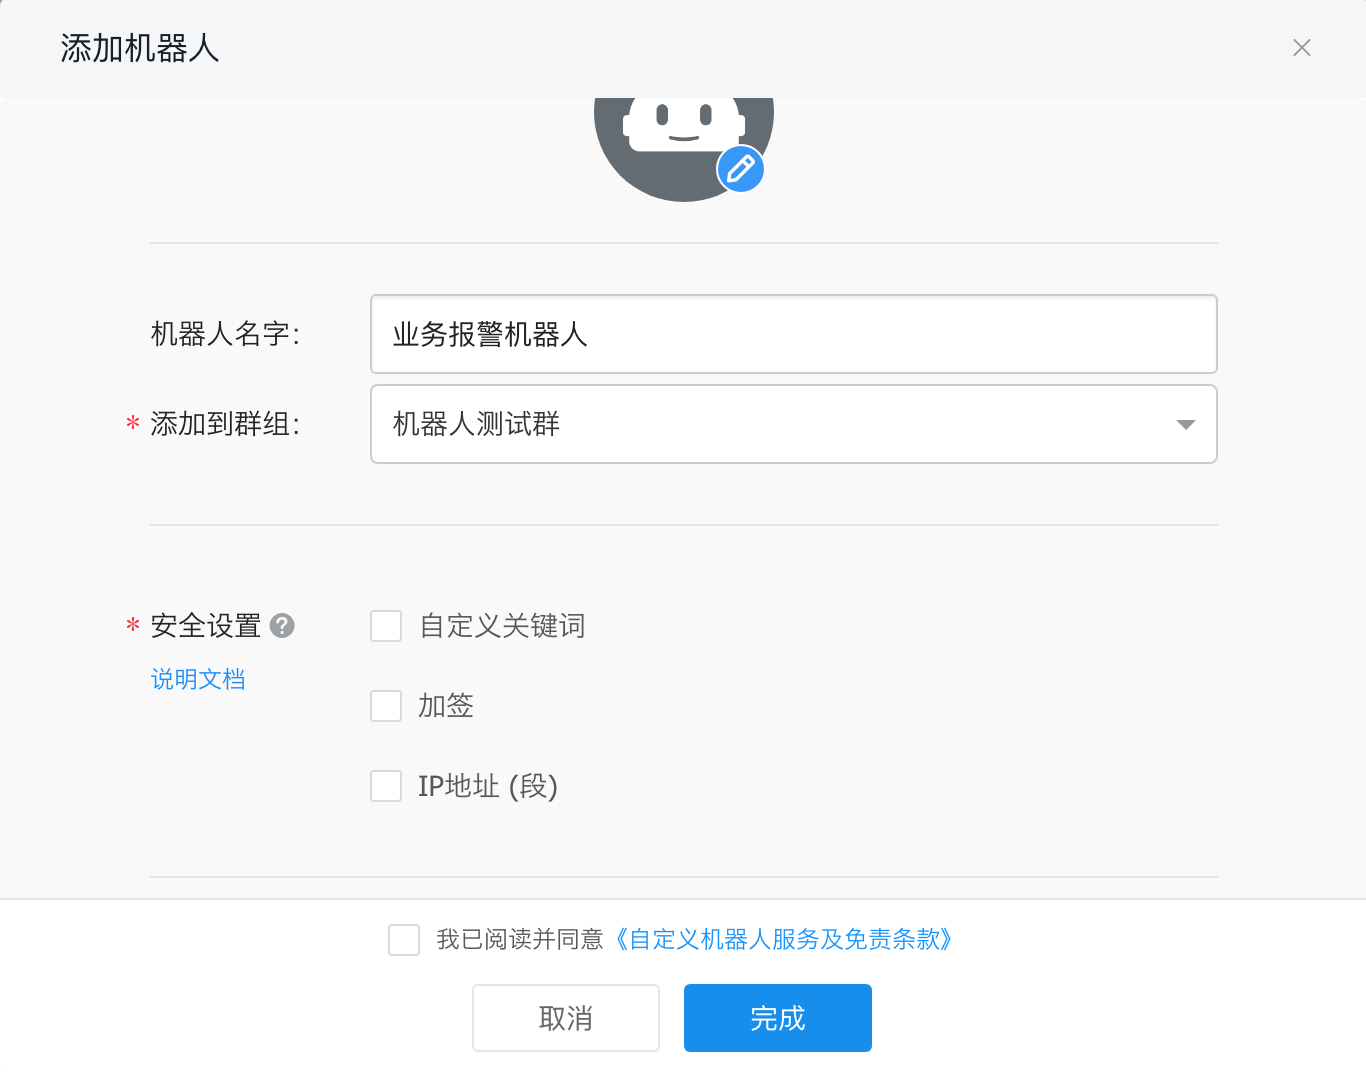 添加机器人
机器人名字:
业务报警机器人
* 添加到群组:
机器人测试群
* 安全设置 ?
说明文档
自定义关键词
加签
IP地址 (段)
我已阅读并同意《自定义机器人服务及免责条款》
取消
完成